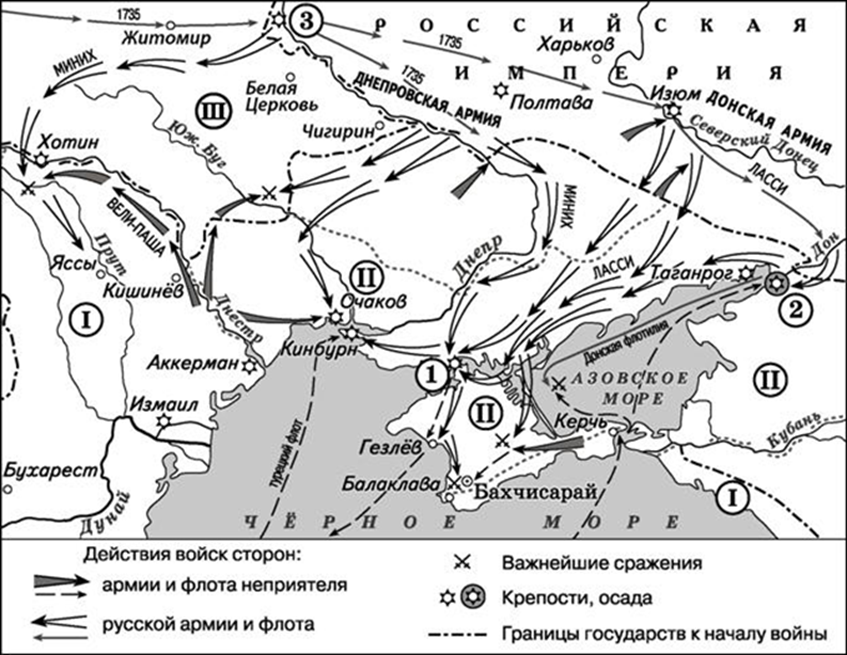 1735
Житомир
3
РОССИЙСКАЯ
ИМПЕРИЯ
1735
Харьков
МИНИХ
1735
Белая
Церковь
ДНЕПРОВСКАЯ АРМИЯ
Полтава
Изюм
ДОНСКАЯ АРМИЯ
III
Чигирин
Юж. Буг
Северский Донец
Хотин
ЛАССИ
ВЕЛИ-ПАША
МИНИХ
Прут
Яссы
Кишинёв
Днестр
Днепр
Дон
II
Очаков
ЛАССИ
Таганрог
2
I
Кинбурн
Донская флотилия
Аккерман
1
АЗОВСКОЕ
МОРЕ
II
Измаил
II
Керчь
Кубань
Турецкий флот
Гезлёв
Бухарест
Балаклава
Бахчисарай
I
Дунай
ЧЁРНОЕ МОРЕ
Действия войск сторон:
армии и флота неприятеля
русской армии и флота
Важнейшие сражения
Крепости, осада
Границы государств к началу войны